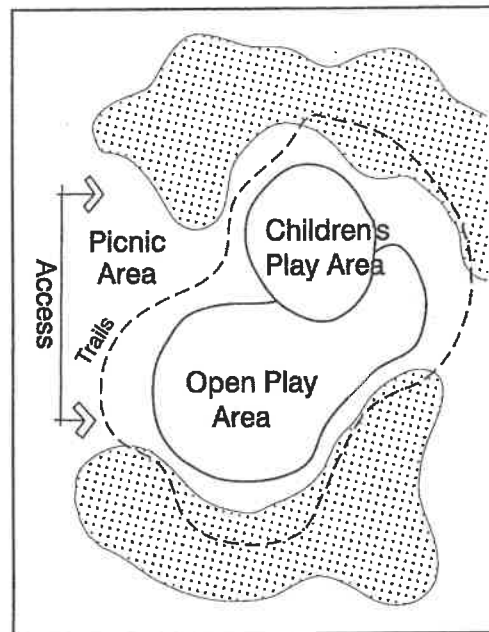 Childrens
Play Area
Picnic
Area
Access
Trails
Open Play
Area